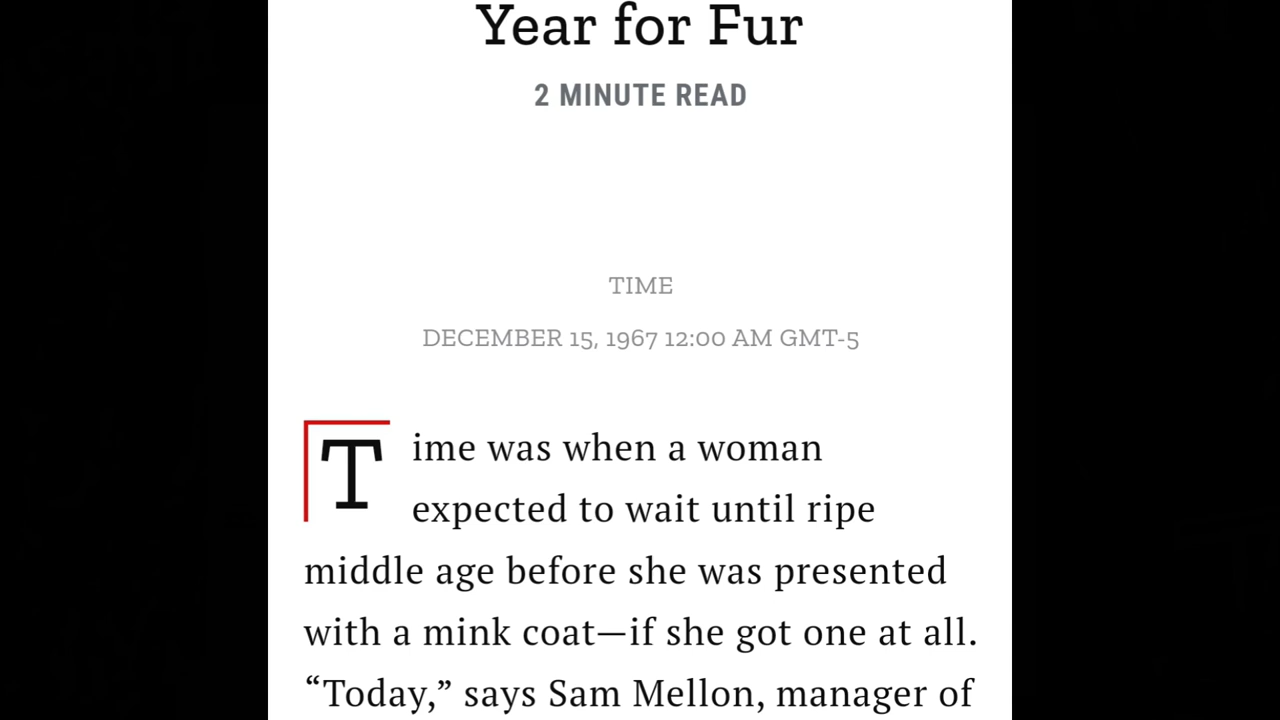 Year for Fur
2 MINUTE READ
TIME
DECEMBER 15, 1967 12:00 AM GMT-5
Time was when a woman
expected to wait until ripe
middle age before she was presented
with a mink coat—if she got one at all.
“Today,” says Sam Mellon, manager of